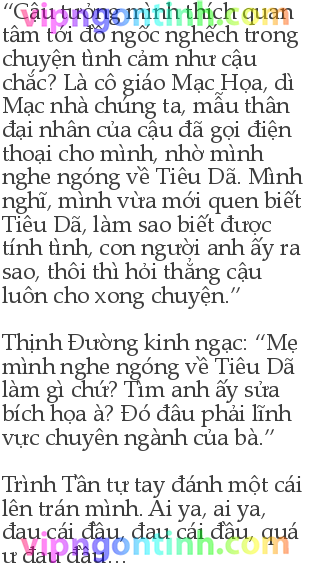 “Cậu tưởng mình thích quan
tâm tới đồ ngốc nghếch trong
chuyện tình cảm như cậu
chắc? Là cô giáo Mạc Họa, dì
Mạc nhà chúng ta, mẫu thân
đại nhân của cậu đã gọi điện
thoại cho mình, nhờ mình
nghe ngóng về Tiêu Dã. Mình
nghĩ, mình vừa mới quen biết
Tiêu Dã, làm sao biết được
tính tình, con người anh ấy ra
sao, thôi thì hỏi thẳng cậu
luôn cho xong chuyện.”
Thịnh Đường kinh ngạc: “Mẹ
mình nghe ngóng về Tiêu Dã
làm gì chứ? Tìm anh ấy sửa
bích họa à? Đó đâu phải lĩnh
vực chuyên ngành của bà.”
Trình Tần tự tay đánh một cái
lên trán mình. Ai ya, ai ya,
đau cái đầu, đau cái đầu, quá
ư đau đầu…
vipngontinh.com
vipngontinh.com